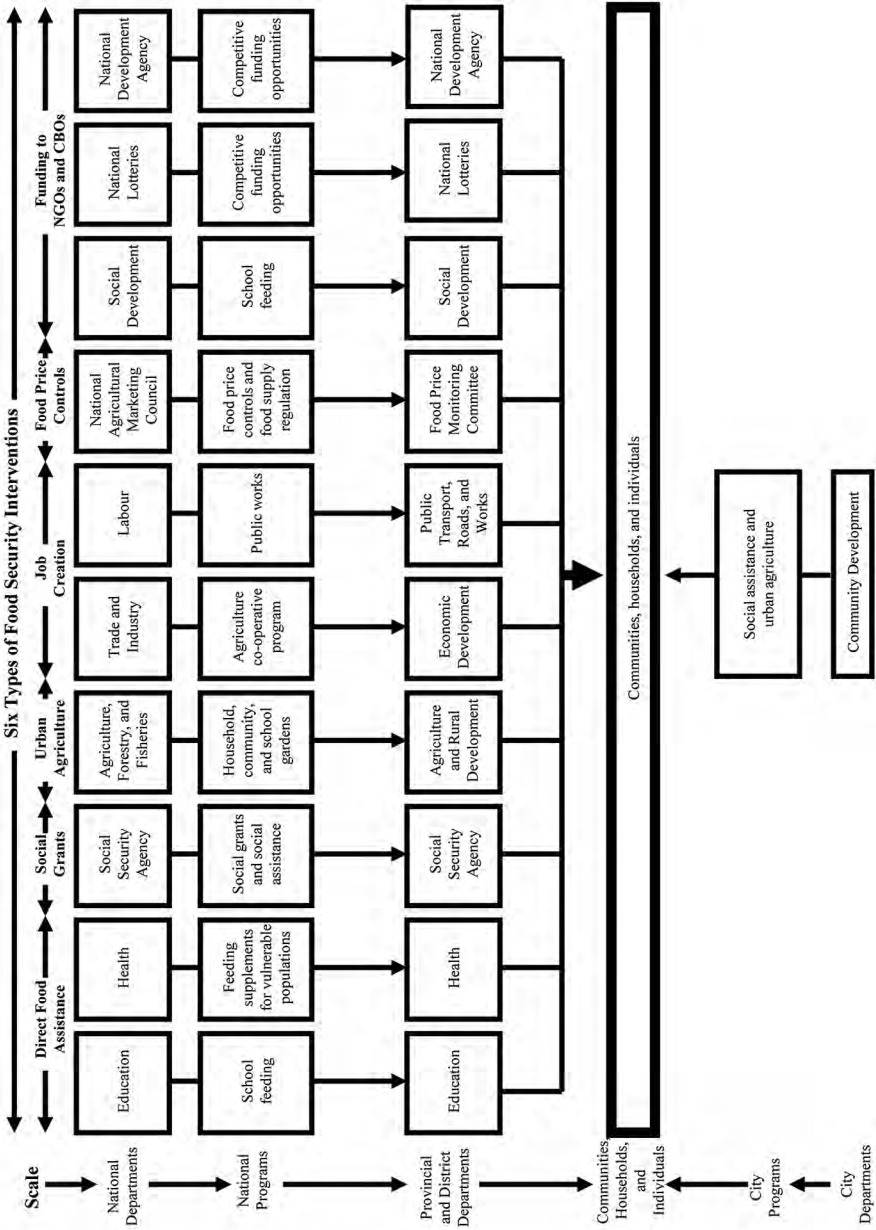 Six Types of Food Security Interventions
Scale
Direct Food
Assistance
Social
Grants
Urban
Agriculture
Job
Creation
Food Price
Controls
Funding to
NGOs and CBOs
National
Departments
Education
Health
Social
Security
Agency
Agriculture,
Forestry, and
Fisheries
Trade and
Industry
Labour
National
Agricultural
Marketing
Council
Social
Development
National
Lotteries
National
Development
Agency
National
Programs
School
feeding
Feeding
supplements
for vulnerable
populations
Social grants
and social
assistance
Household,
community,
and school
gardens
Agriculture
co-operative
program
Public works
Food price
controls and
food supply
regulation
School
feeding
Competitive
funding
opportunities
Competitive
funding
opportunities
Provincial
and District
Departments
Education
Health
Social
Security
Agency
Agriculture
and Rural
Development
Economic
Development
Public
Transport,
Roads, and
Works
Food Price
Monitoring
Committee
Social
Development
National
Lotteries
National
Development
Agency
Communities,
Households,
and
Individuals
Communities, households, and individuals
City
Programs
Social assistance and
urban agriculture
City
Departments
Community Development